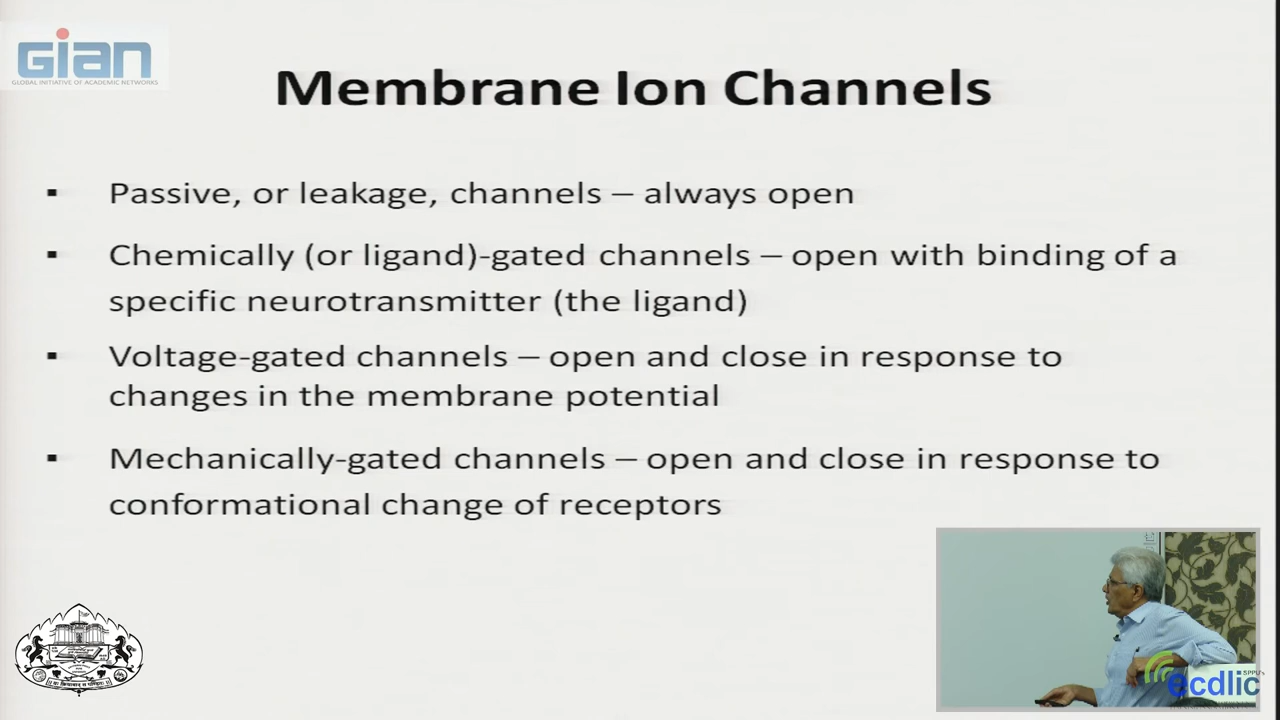 GIAN
GLOBAL INITIATIVE OF ACADEMIC NETWORKS
Membrane Ion Channels
▪ Passive, or leakage, channels – always open
▪ Chemically (or ligand)-gated channels – open with binding of a
specific neurotransmitter (the ligand)
▪ Voltage-gated channels – open and close in response to
changes in the membrane potential
▪ Mechanically-gated channels – open and close in response to
conformational change of receptors
SPPU's
ecdlic